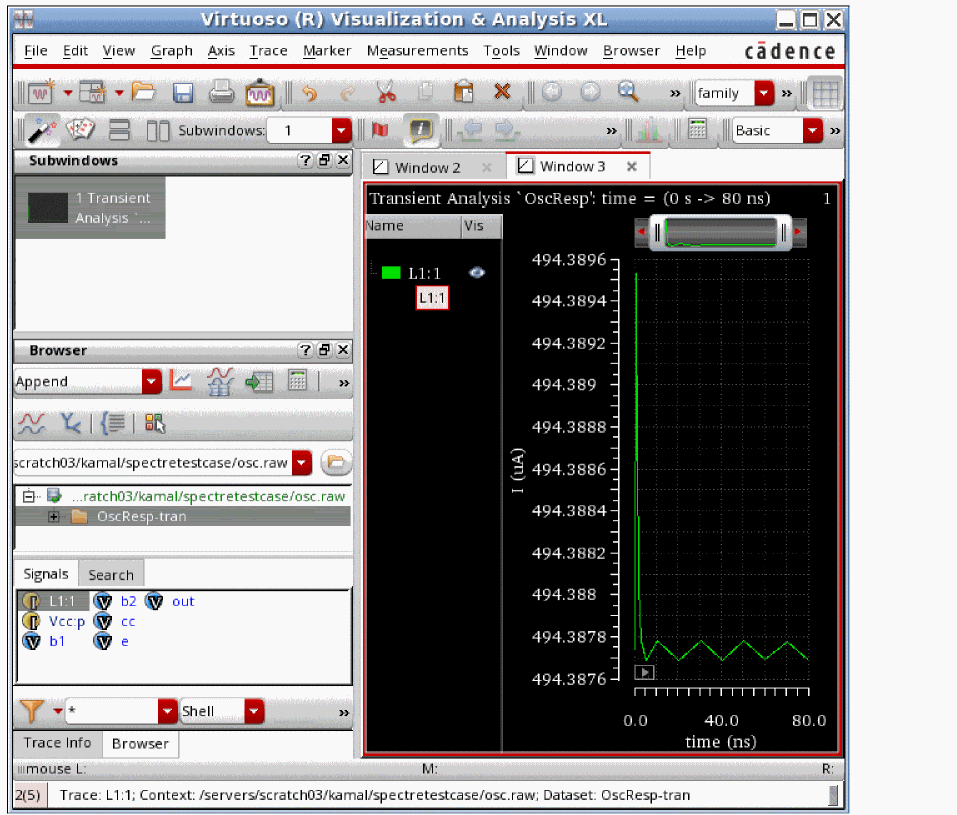 Virtuoso (R) Visualization & Analysis XL
File Edit View Graph Axis Trace Marker Measurements Tools Window Browser Help cādence
» family »
Subwindows: 1 » Basic »
Subwindows ?
1 Transient
Analysis `...
Browser ?
Append »
scratch03/kamal/spectretestcase/osc.raw
...ratch03/kamal/spectretestcase/osc.raw
OscResp-tran
Signals Search
L1:1 b2 out
Vcc:p cc
b1 e
* Shell »
Trace Info Browser
Window 2 Window 3
Transient Analysis `OscResp': time = (0 s -> 80 ns) 1
Name Vis
L1:1
L1:1
494.3896
494.3894
494.3892
494.389
494.3888
494.3886
494.3884
494.3882
494.388
494.3878
494.3876
I (uA)
0.0 40.0 80.0
time (ns)
mouse L: M: R:
2(5) Trace: L1:1; Context: /servers/scratch03/kamal/spectretestcase/osc.raw; Dataset: OscResp-tran